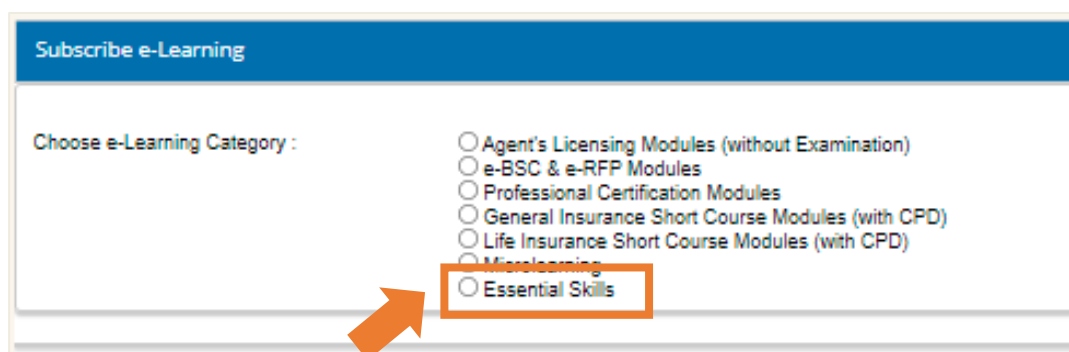 Subscribe e-Learning
Choose e-Learning Category :
Agent's Licensing Modules (without Examination)
e-BSC & e-RFP Modules
Professional Certification Modules
General Insurance Short Course Modules (with CPD)
Life Insurance Short Course Modules (with CPD)
Microlearning
Essential Skills